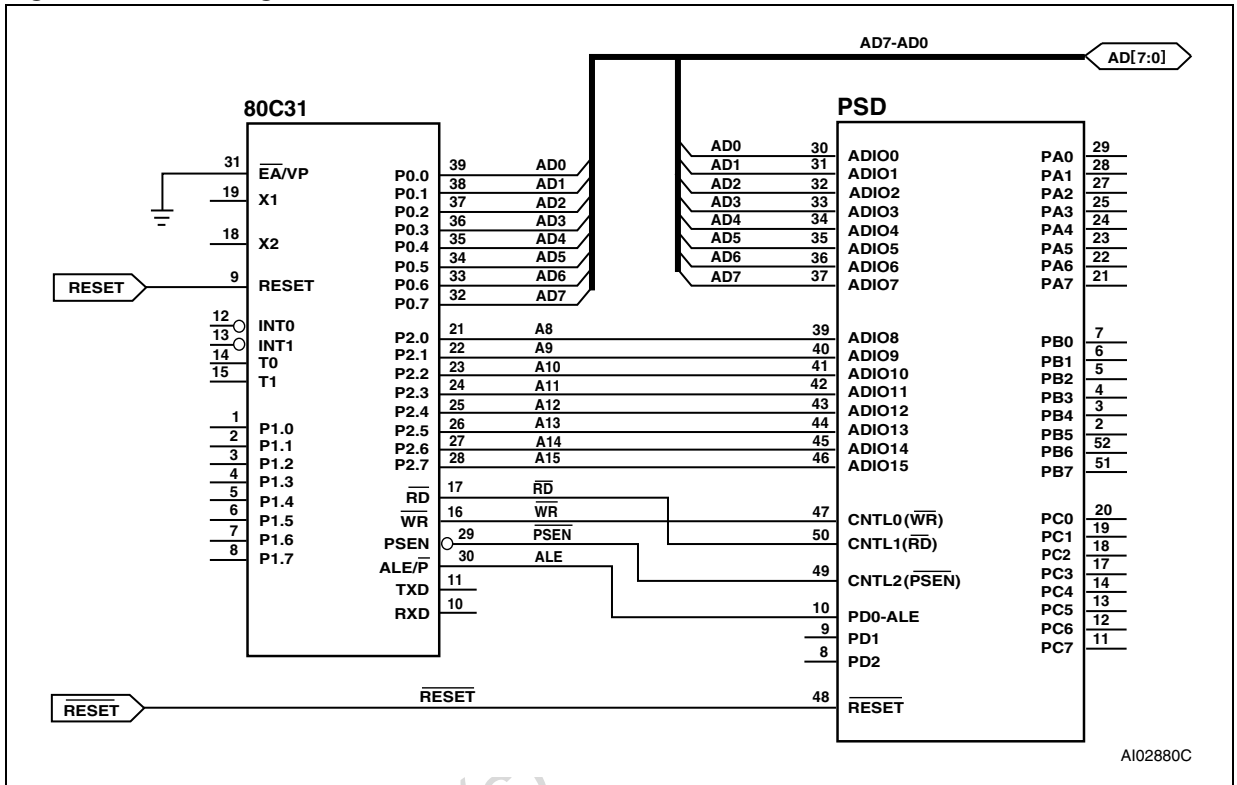 AD7-AD0
AD[7:0]
80C31
PSD
31 EA/VP
19 X1
18 X2
RESET 9 RESET
12 INT0
13 INT1
14 T0
15 T1
1 P1.0
2 P1.1
3 P1.2
4 P1.3
5 P1.4
6 P1.5
7 P1.6
8 P1.7
P0.0 39 AD0
P0.1 38 AD1
P0.2 37 AD2
P0.3 36 AD3
P0.4 35 AD4
P0.5 34 AD5
P0.6 33 AD6
P0.7 32 AD7
P2.0 21 A8
P2.1 22 A9
P2.2 23 A10
P2.3 24 A11
P2.4 25 A12
P2.5 26 A13
P2.6 27 A14
P2.7 28 A15
RD 17 RD
WR 16 WR
PSEN 29 PSEN
ALE/P 30 ALE
TXD 11
RXD 10
AD0 30 ADIO0
AD1 31 ADIO1
AD2 32 ADIO2
AD3 33 ADIO3
AD4 34 ADIO4
AD5 35 ADIO5
AD6 36 ADIO6
AD7 37 ADIO7
39 ADIO8
40 ADIO9
41 ADIO10
42 ADIO11
43 ADIO12
44 ADIO13
45 ADIO14
46 ADIO15
47 CNTL0(WR)
50 CNTL1(RD)
49 CNTL2(PSEN)
10 PD0-ALE
9 PD1
8 PD2
PA0 29
PA1 28
PA2 27
PA3 25
PA4 24
PA5 23
PA6 22
PA7 21
PB0 7
PB1 6
PB2 5
PB3 4
PB4 3
PB5 2
PB6 52
PB7 51
PC0 20
PC1 19
PC2 18
PC3 17
PC4 14
PC5 13
PC6 12
PC7 11
RESET RESET 48 RESET
AI02880C